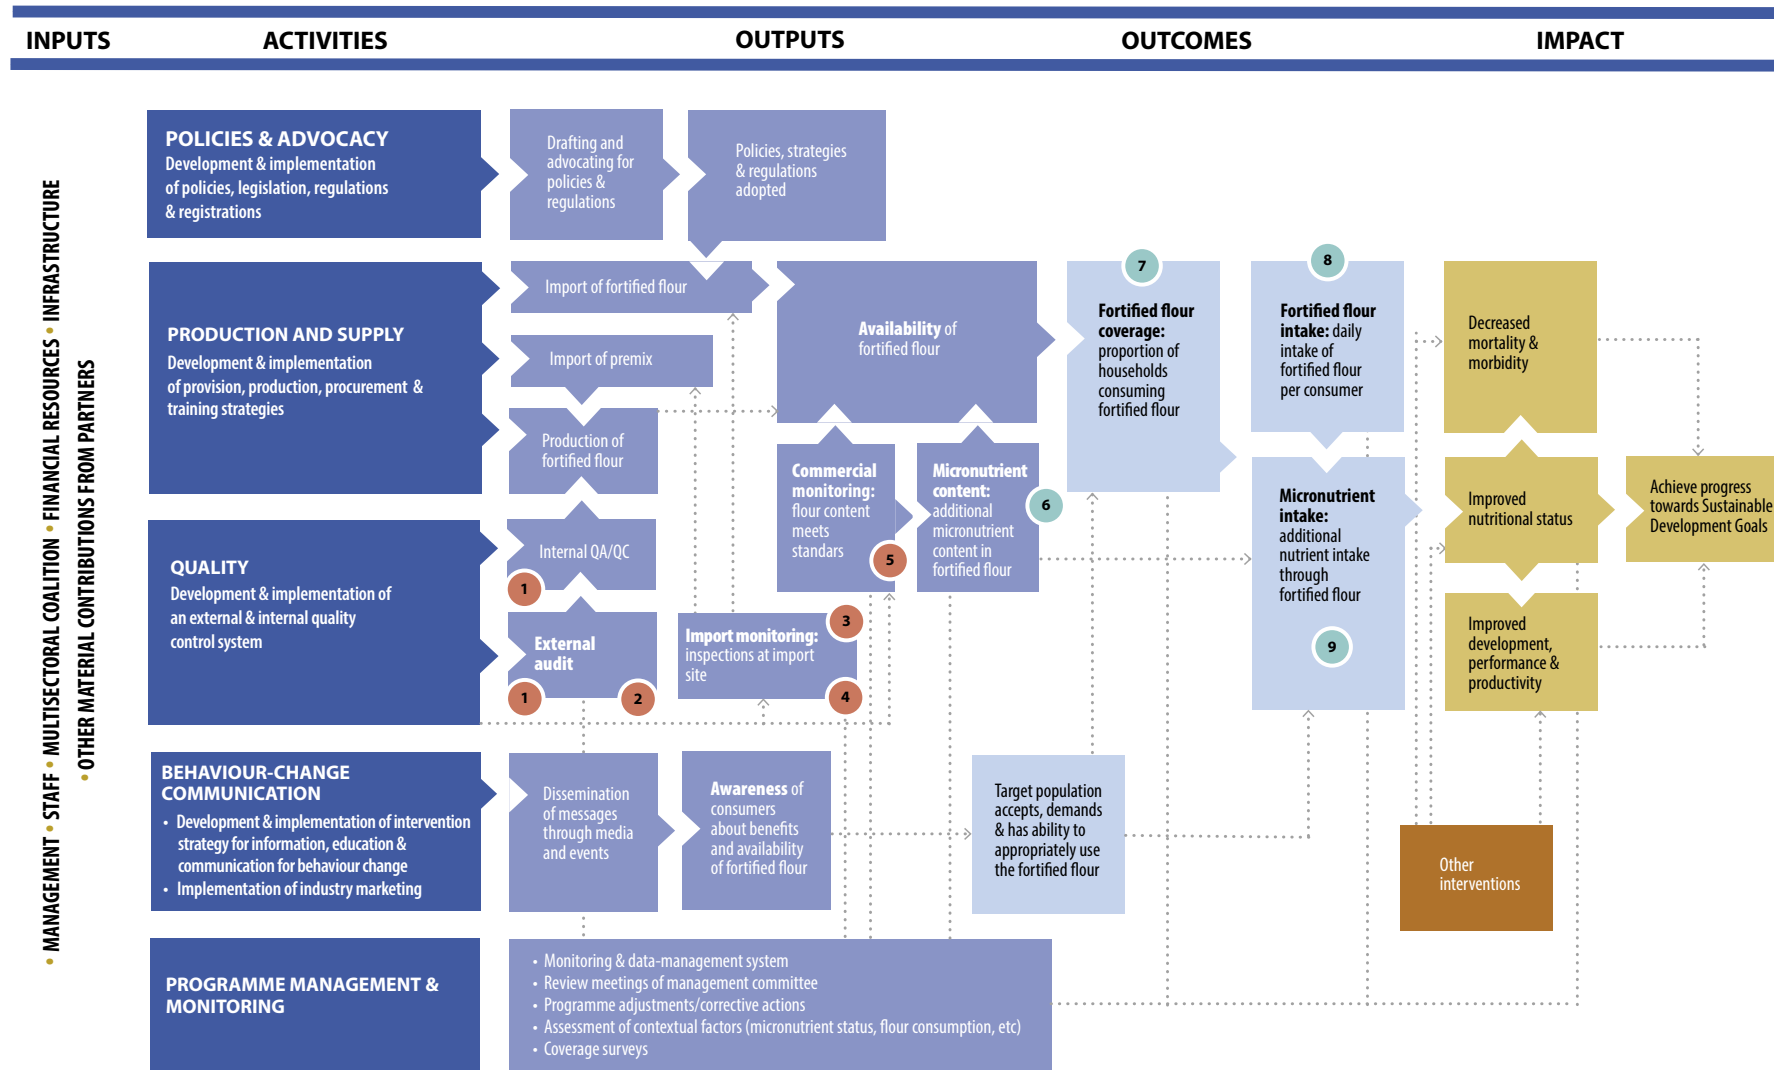 INPUTS
ACTIVITIES
OUTPUTS
OUTCOMES
IMPACT
• MANAGEMENT • STAFF • MULTISECTORAL COALITION • FINANCIAL RESOURCES • INFRASTRUCTURE
• OTHER MATERIAL CONTRIBUTIONS FROM PARTNERS
POLICIES & ADVOCACY
Development & implementation
of policies, legislation, regulations
& registrations
Drafting and
advocating for
policies &
regulations
Policies, strategies
& regulations
adopted
PRODUCTION AND SUPPLY
Development & implementation
of provision, production, procurement &
training strategies
Import of fortified flour
Import of premix
Production of
fortified flour
Availability of
fortified flour
7
Fortified flour
coverage:
proportion of
households
consuming
fortified flour
8
Fortified flour
intake: daily
intake of
fortified flour
per consumer
Decreased
mortality &
morbidity
QUALITY
Development & implementation of
an external & internal quality
control system
Internal QA/QC
1
External
audit
1
2
Import monitoring:
inspections at import
site
3
4
Commercial
monitoring:
flour content
meets
standars
5
Micronutrient
content:
additional
micronutrient
content in
fortified flour
6
Micronutrient
intake:
additional
nutrient intake
through
fortified flour
9
Improved
nutritional status
Achieve progress
towards Sustainable
Development Goals
Improved
development,
performance &
productivity
BEHAVIOUR-CHANGE
COMMUNICATION
• Development & implementation of intervention
strategy for information, education &
communication for behaviour change
• Implementation of industry marketing
Dissemination
of messages
through media
and events
Awareness of
consumers
about benefits
and availability
of fortified flour
Target population
accepts, demands
& has ability to
appropriately use
the fortified flour
Other
interventions
PROGRAMME MANAGEMENT &
MONITORING
• Monitoring & data-management system
• Review meetings of management committee
• Programme adjustments/corrective actions
• Assessment of contextual factors (micronutrient status, flour consumption, etc)
• Coverage surveys